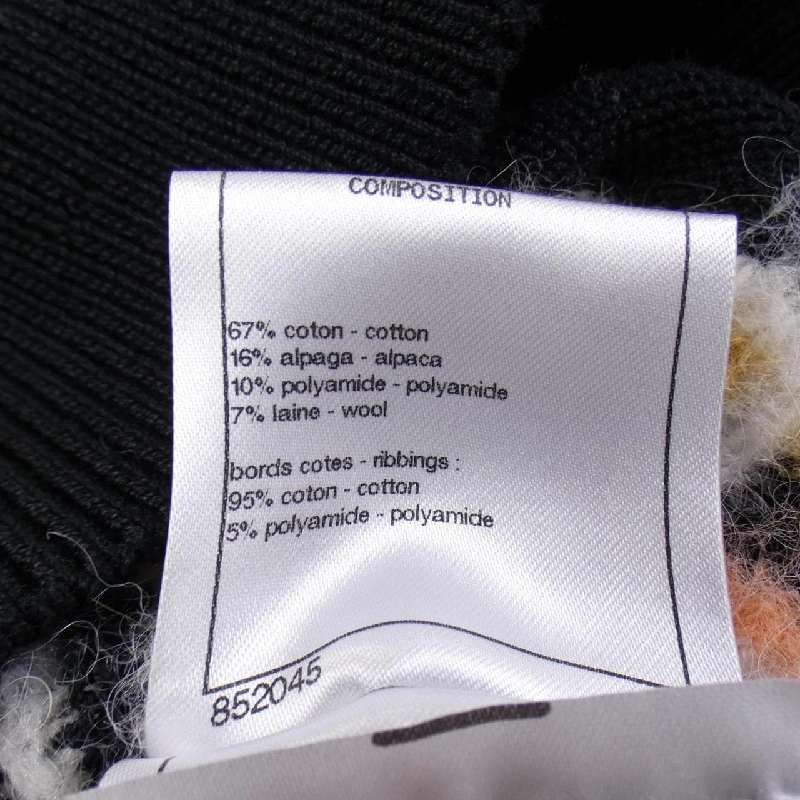 COMPOSITION
67% coton - cotton
16% alpaga - alpaca
10% polyamide - polyamide
7% laine - wool
bords cotes - ribbings :
95% coton - cotton
5% polyamide - polyamide
852045